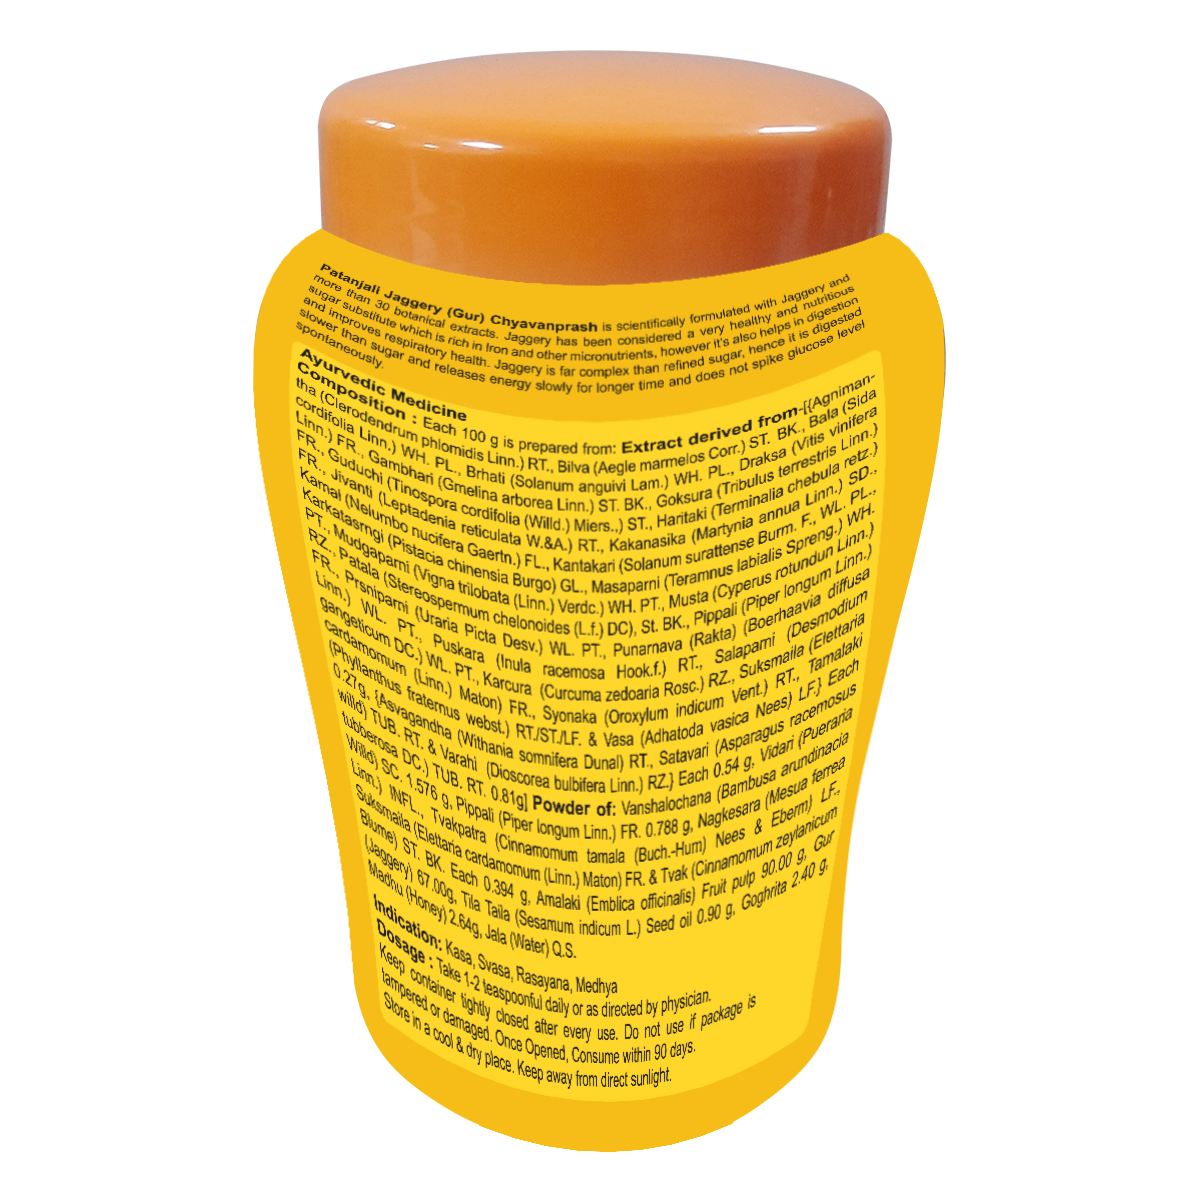 Patanjali Jaggery (Gur) Chyavanprash is scientifically formulated with Jaggery and
more than 30 botanical extracts. Jaggery has been considered a very healthy and nutritious
sugar substitute which is rich in Iron and other micronutrients, however it's also helps in digestion
and improves respiratory health. Jaggery is far complex than refined sugar, hence it is digested
slower than sugar and releases energy slowly for longer time and does not spike glucose level
spontaneously.
Ayurvedic Medicine
Composition : Each 100 g is prepared from: Extract derived from-[{Agniman-
tha (Clerodendrum phlomidis Linn.) RT., Bilva (Aegle marmelos Corr.) ST. BK., Bala (Sida
cordifolia Linn.) WH. PL., Brhati (Solanum anguivi Lam.) WH. PL., Draksa (Vitis vinifera
Linn.) FR., Gambhari (Gmelina arborea Linn.) ST. BK., Goksura (Tribulus terrestris Linn.)
FR., Guduchi (Tinospora cordifolia (Willd.) Miers.,) ST., Haritaki (Terminalia chebula retz.)
FR., Jivanti (Leptadenia reticulata W.&A.) RT., Kakanasika (Martynia annua Linn.) SD.,
Kamal (Nelumbo nucifera Gaertn.) FL., Kantakari (Solanum surattense Burm. F., WL. PL.,
Karkatasrngi (Pistacia chinensia Burgo) GL., Masaparni (Teramnus labialis Spreng.) WH.
PT., Mudgaparni (Vigna trilobata (Linn.) Verdc.) WH. PT., Musta (Cyperus rotundun Linn.)
RZ., Patala (Stereospermum chelonoides (L.f.) DC), St. BK., Pippali (Piper longum Linn.)
FR., Prsniparni (Uraria Picta Desv.) WL. PT., Punarnava (Rakta) (Boerhaavia diffusa
Linn.) WL. PT., Puskara (Inula racemosa Hook.f.) RT., Salaparni (Desmodium
gangeticum DC.) WL. PT., Karcura (Curcuma zedoaria Rosc.) RZ., Suksmaila (Elettaria
cardamomum (Linn.) Maton) FR., Syonaka (Oroxylum indicum Vent.) RT., Tamalaki
(Phyllanthus fraternus webst.) RT./ST./LF. & Vasa (Adhatoda vasica Nees) LF.} Each
0.27g, {Asvagandha (Withania somnifera Dunal) RT., Satavari (Asparagus racemosus
willd) TUB. RT. & Varahi (Dioscorea bulbifera Linn.) RZ.} Each 0.54 g, Vidari (Pueraria
tubberosa DC.) TUB. RT. 0.81g] Powder of: Vanshalochana (Bambusa arundinacia
Willd) SC. 1.576 g, Pippali (Piper longum Linn.) FR. 0.788 g, Nagkesara (Mesua ferrea
Linn.) INFL., Tvakpatra (Cinnamomum tamala (Buch.-Hum) Nees & Eberm) LF.,
Suksmaila (Elettaria cardamomum (Linn.) Maton) FR. & Tvak (Cinnamomum zeylanicum
Blume) ST. BK. Each 0.394 g, Amalaki (Emblica officinalis) Fruit pulp 90.00 g, Gur
(Jaggery) 67.00g, Tila Taila (Sesamum indicum L.) Seed oil 0.90 g, Goghrita 2.40 g,
Madhu (Honey) 2.64g, Jala (Water) Q.S.
Indication: Kasa, Svasa, Rasayana, Medhya
Dosage : Take 1-2 teaspoonful daily or as directed by physician.
Keep container tightly closed after every use. Do not use if package is
tampered or damaged. Once Opened, Consume within 90 days.
Store in a cool & dry place. Keep away from direct sunlight.